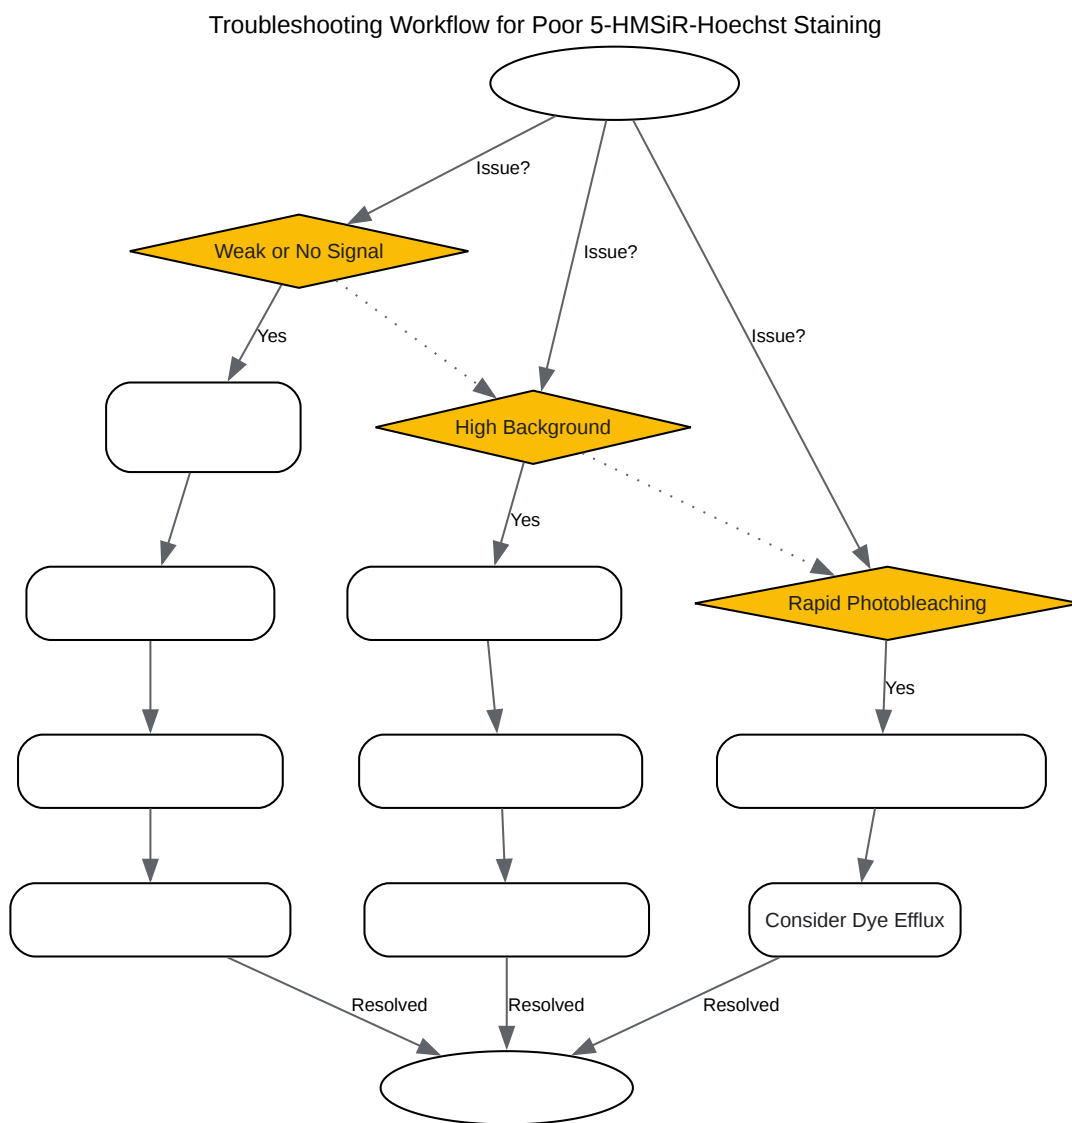 Troubleshooting Workflow for Poor 5-HMSiR-Hoechst Staining
Issue?
Weak or No Signal
Issue?
Yes
Issue?
High Background
Yes
Rapid Photobleaching
Yes
Consider Dye Efflux
Resolved
Resolved
Resolved